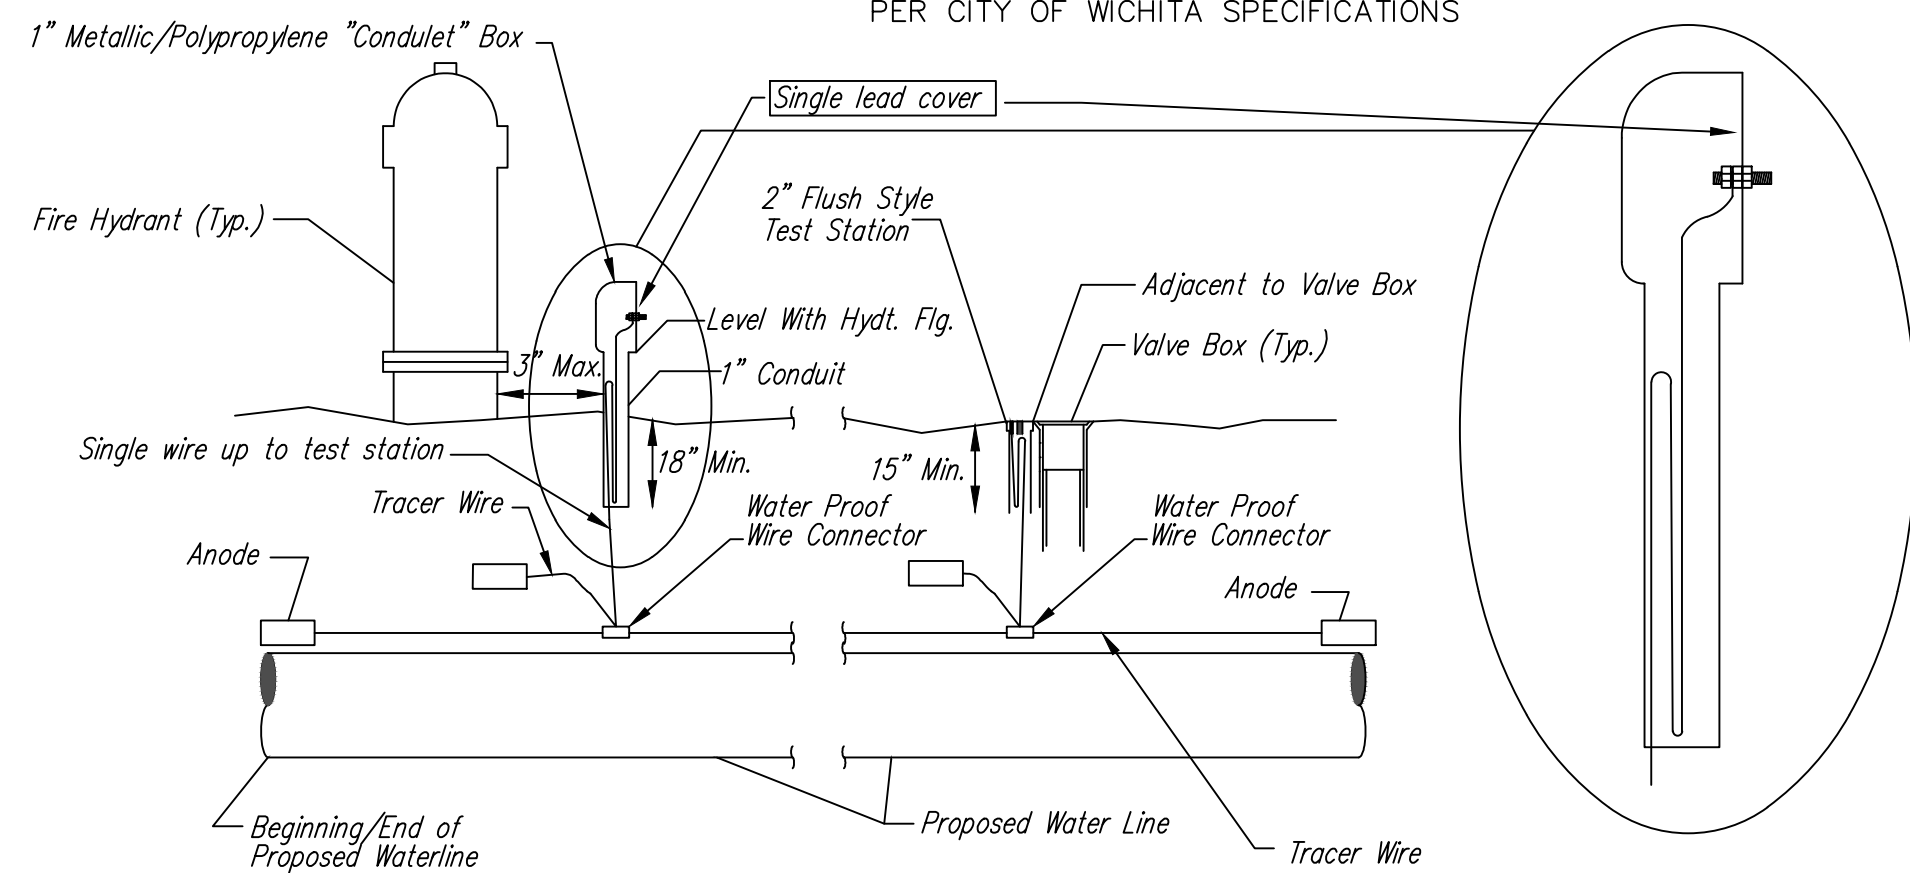 PER CITY OF WICHITA SPECIFICATIONS
1" Metallic/Polypropylene "Condulet" Box
Single lead cover
2" Flush Style
Test Station
Fire Hydrant (Typ.)
Adjacent to Valve Box
Level With Hydt. Flg.
Valve Box (Typ.)
3" Max.
1" Conduit
Single wire up to test station
18" Min.
15" Min.
Tracer Wire
Water Proof
Wire Connector
Water Proof
Wire Connector
Anode
Anode
Beginning/End of
Proposed Waterline
Proposed Water Line
Tracer Wire